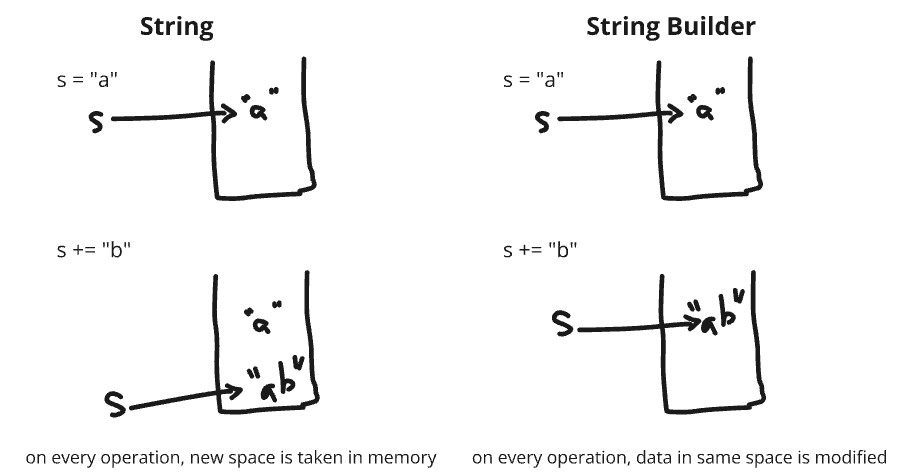 String
s = "a"
s "a"
s += "b"
"a"
s "ab"
on every operation, new space is taken in memory
String Builder
s = "a"
s "a"
s += "b"
s "ab"
on every operation, data in same space is modified